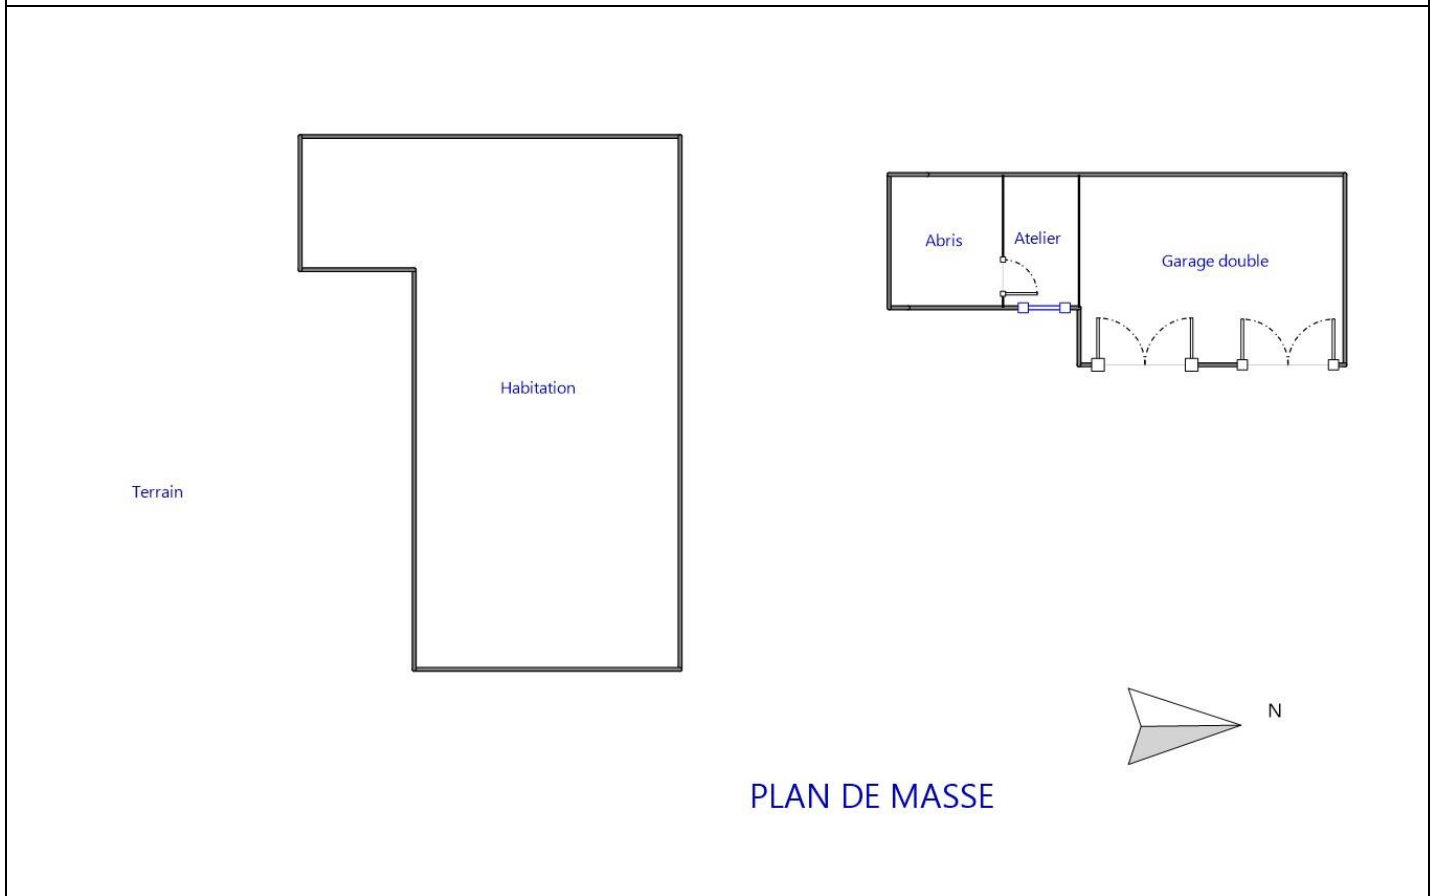 Abris
Atelier
Garage double
Habitation
Terrain
N
PLAN DE MASSE